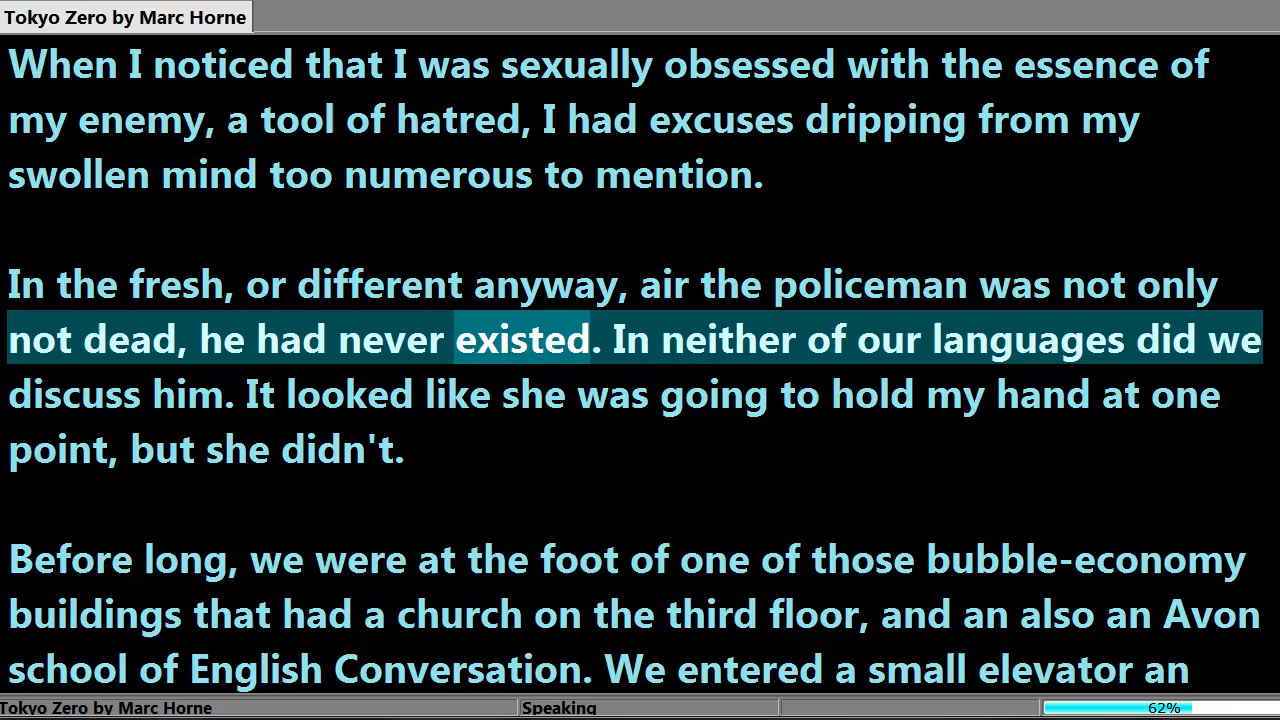 Tokyo Zero by Marc Horne
When I noticed that I was sexually obsessed with the essence of
my enemy, a tool of hatred, I had excuses dripping from my
swollen mind too numerous to mention.
In the fresh, or different anyway, air the policeman was not only
not dead, he had never existed. In neither of our languages did we
discuss him. It looked like she was going to hold my hand at one
point, but she didn't.
Before long, we were at the foot of one of those bubble-economy
buildings that had a church on the third floor, and an also an Avon
school of English Conversation. We entered a small elevator an
Tokyo Zero by Marc Horne
Speaking
62%